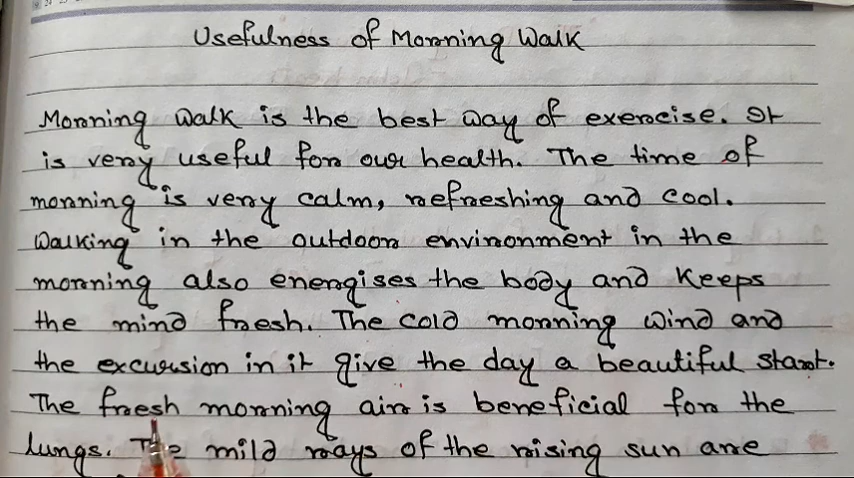 Usefulness of Morning Walk
Morning Walk is the best way of exercise. It
is very useful for our health. The time of
morning is very calm, refreshing and cool.
Walking in the outdoor environment in the
morning also energises the body and keeps
the mind fresh. The cold morning wind and
the excursion in it give the day a beautiful start.
The fresh morning air is beneficial for the
lungs. The mild rays of the rising sun are